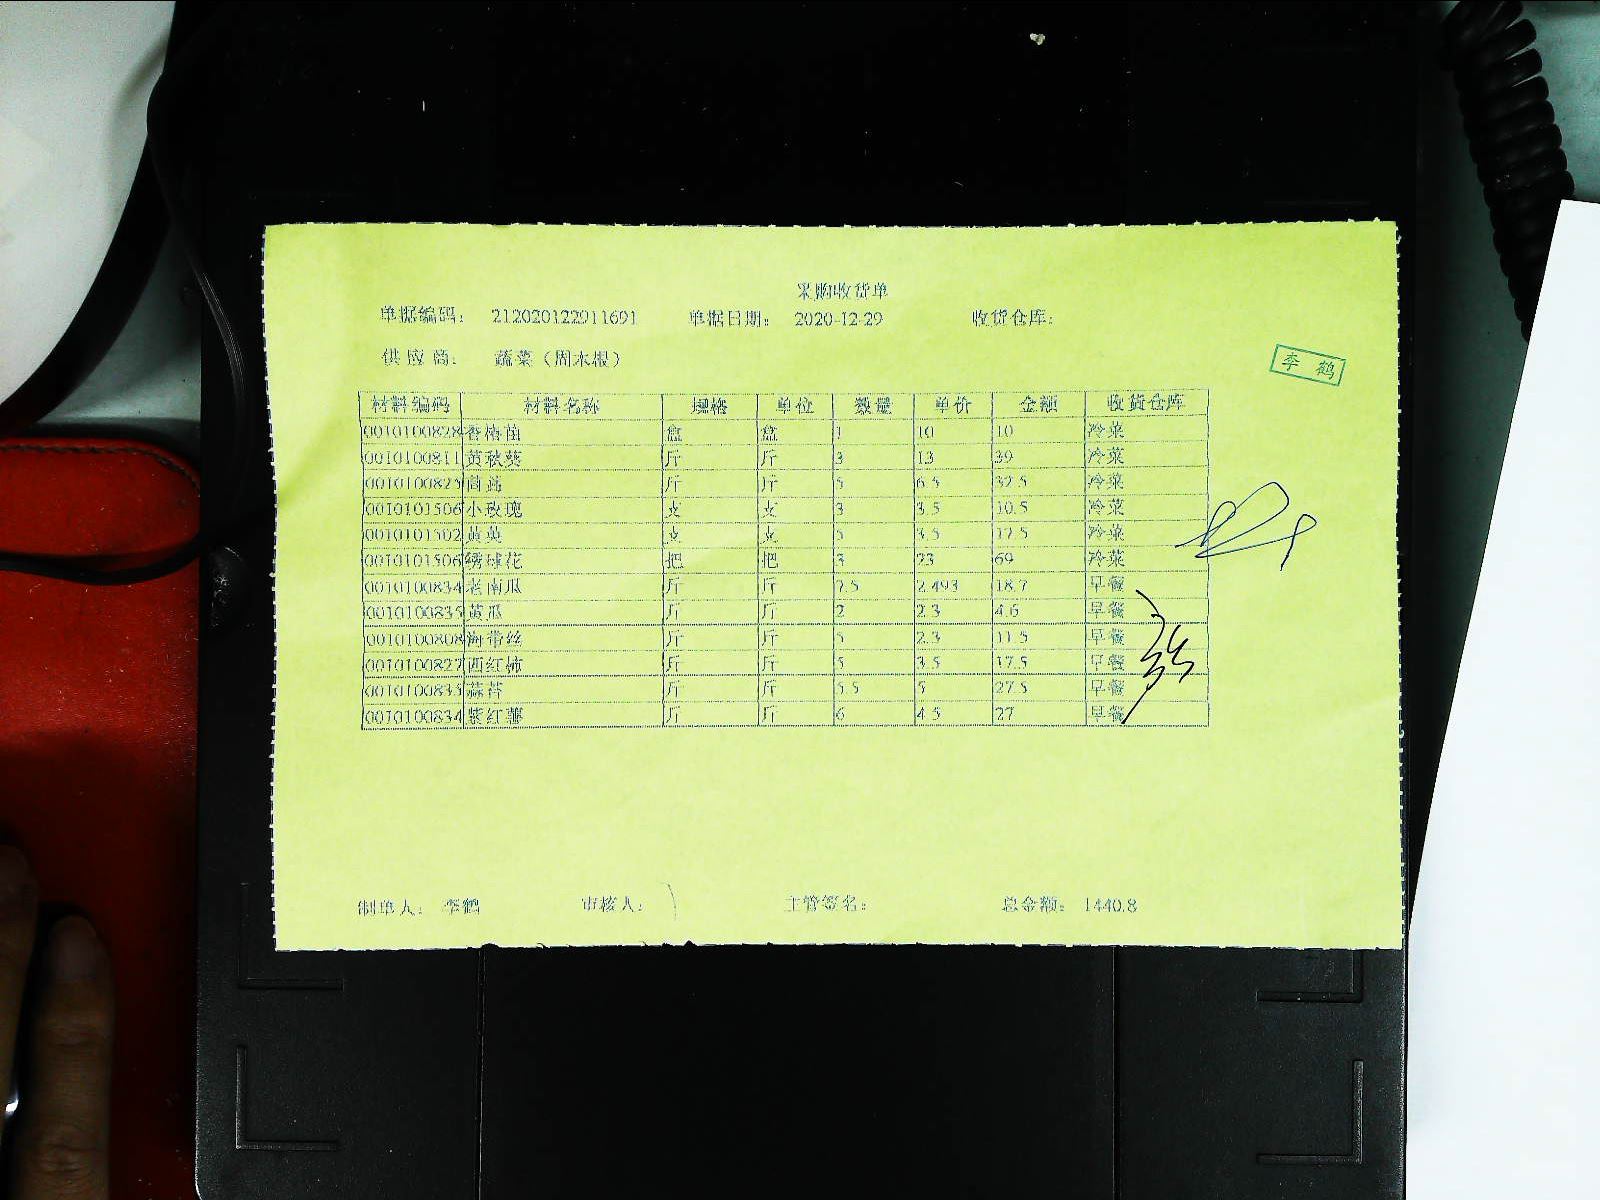 采购收货单
单据编码: 212020122911691 单据日期: 2020-12-29 收货仓库:
供应商: 蔬菜(周木根)
李鹤
材料编码 材料名称 规格 单位 数量 单价 金额 收货仓库
0010100828 香椿苗 盒 盒 1 10 10 冷菜
0010100811 黄秋葵 斤 斤 3 13 39 冷菜
0010100825 茼蒿 斤 斤 5 6.5 32.5 冷菜
0010101506 小玫瑰 支 支 3 3.5 10.5 冷菜
0010101502 黄英 支 支 5 3.5 17.5 冷菜
0010101506 绣球花 把 把 3 23 69 冷菜
0010100834 老南瓜 斤 斤 7.5 2.493 18.7 早餐
0010100835 黄瓜 斤 斤 2 2.3 4.6 早餐
0010100808 海带丝 斤 斤 5 2.3 11.5 早餐
0010100827 西红柿 斤 斤 5 3.5 17.5 早餐
0010100835 蒜苔 斤 斤 5.5 5 27.5 早餐
0010100834 紫红薯 斤 斤 6 4.5 27 早餐
制单人: 李鹤 审核人: 主管签名: 总金额: 1440.8